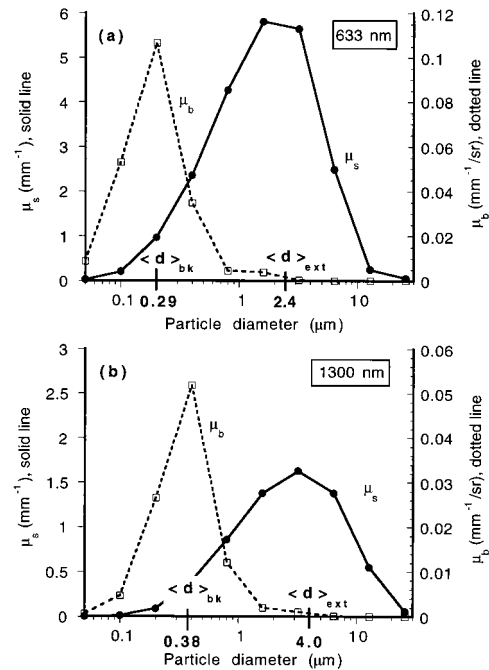 (a)
633 nm
μs (mm-1), solid line
6
5
4
3
2
1
0
μb
μs
<d>bk
<d>ext
0.12
0.10
0.08
0.06
0.04
0.02
0
μb (mm-1/sr), dotted line
0.1
1
10
0.29
2.4
Particle diameter (μm)
(b)
1300 nm
μs (mm-1), solid line
3
2.5
2
1.5
1
0.5
0
μb
μs
<d>bk
<d>ext
0.06
0.05
0.04
0.03
0.02
0.01
0
μb (mm-1/sr), dotted line
0.1
1
10
0.38
4.0
Particle diameter (μm)